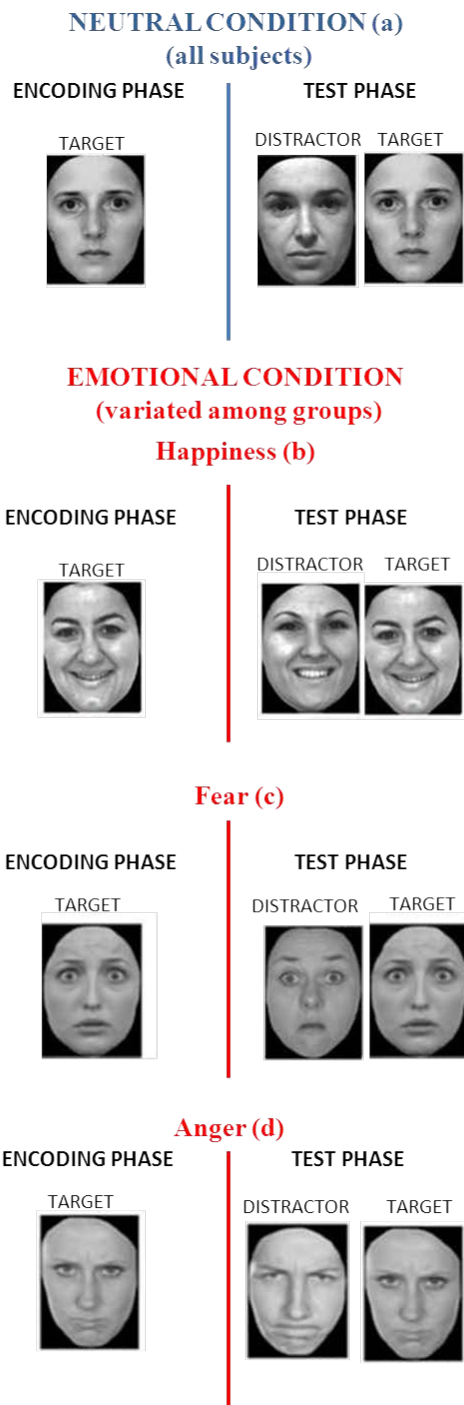 NEUTRAL CONDITION (a)
(all subjects)
ENCODING PHASE
TEST PHASE
TARGET
DISTRACTOR
TARGET
EMOTIONAL CONDITION
(variated among groups)
Happiness (b)
ENCODING PHASE
TEST PHASE
TARGET
DISTRACTOR
TARGET
Fear (c)
ENCODING PHASE
TEST PHASE
TARGET
DISTRACTOR
TARGET
Anger (d)
ENCODING PHASE
TEST PHASE
TARGET
DISTRACTOR
TARGET